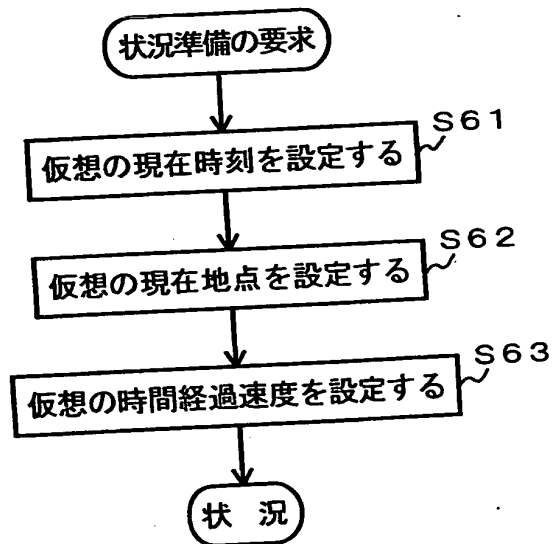 状況準備の要求
S61
仮想の現在時刻を設定する
S62
仮想の現在地点を設定する
S63
仮想の時間経過速度を設定する
状 況